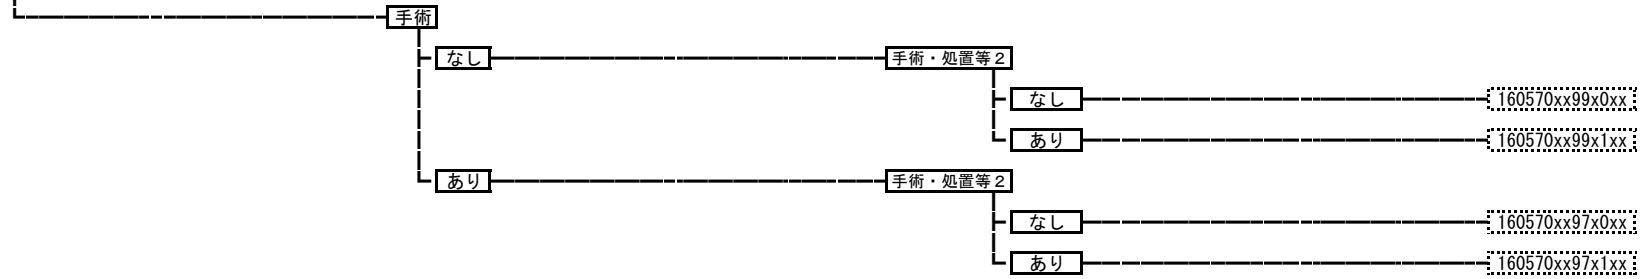 手術
なし 手術・処置等２
なし 160570xx99x0xx
あり 160570xx99x1xx
あり 手術・処置等２
なし 160570xx97x0xx
あり 160570xx97x1xx